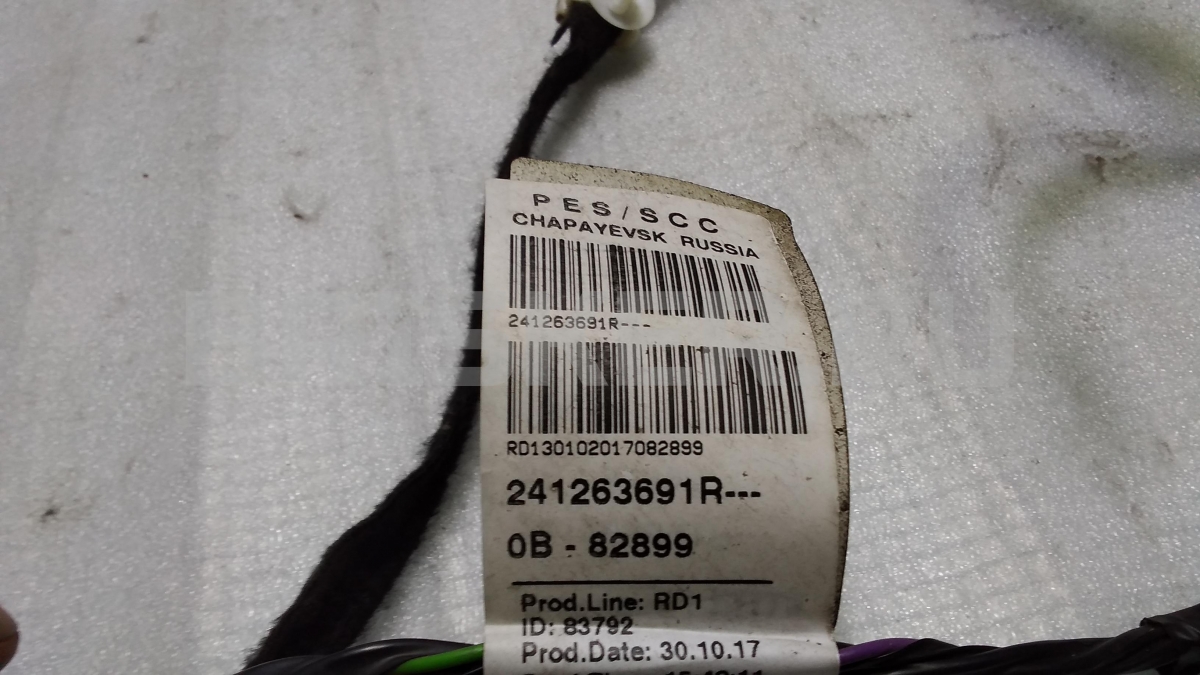 PES/SCC
CHAPAYEVSK RUSSIA
241263691R---
RD130102017082899
241263691R---
0B - 82899
Prod.Line: RD1
ID: 83792
Prod.Date: 30.10.17